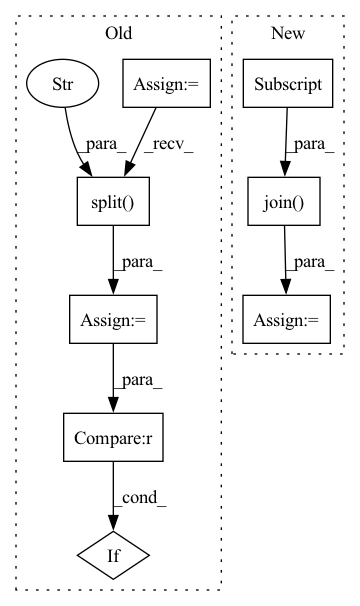 Old
New
Str
Assign:=
Subscript
_para_
_recv_
_para_
split()
join()
_para_
_para_
Assign:=
Assign:=
_para_
Compare:r
_cond_
If